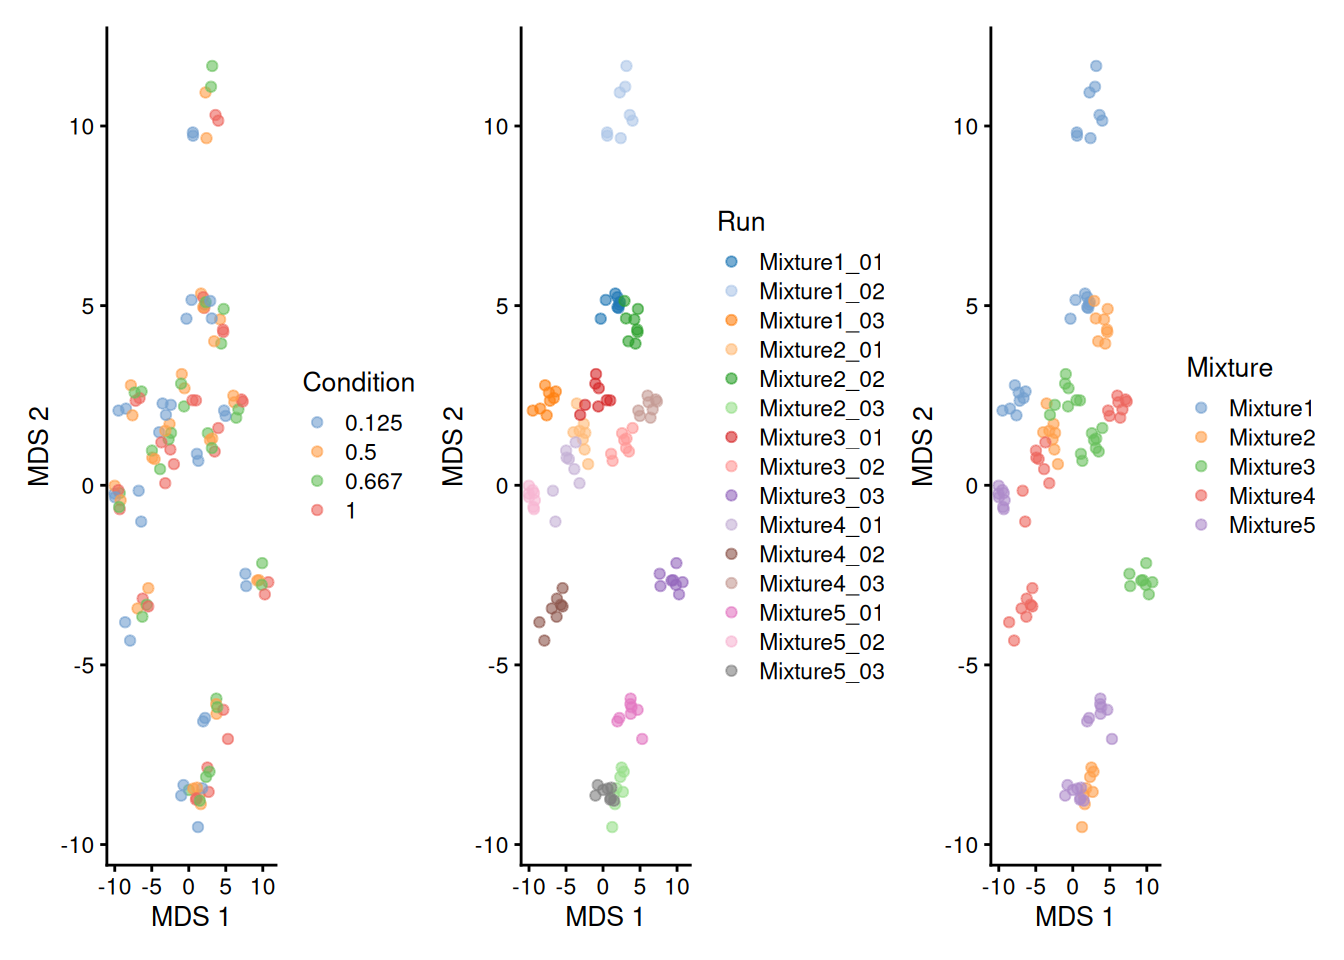 MDS 2
10
5
0
-5
-10
-10 -5 0 5 10
MDS 1
Condition
0.125
0.5
0.667
1
MDS 2
10
5
0
-5
-10
-10 -5 0 5 10
MDS 1
Run
Mixture1_01
Mixture1_02
Mixture1_03
Mixture2_01
Mixture2_02
Mixture2_03
Mixture3_01
Mixture3_02
Mixture3_03
Mixture4_01
Mixture4_02
Mixture4_03
Mixture5_01
Mixture5_02
Mixture5_03
MDS 2
10
5
0
-5
-10
-10 -5 0 5 10
MDS 1
Mixture
Mixture1
Mixture2
Mixture3
Mixture4
Mixture5